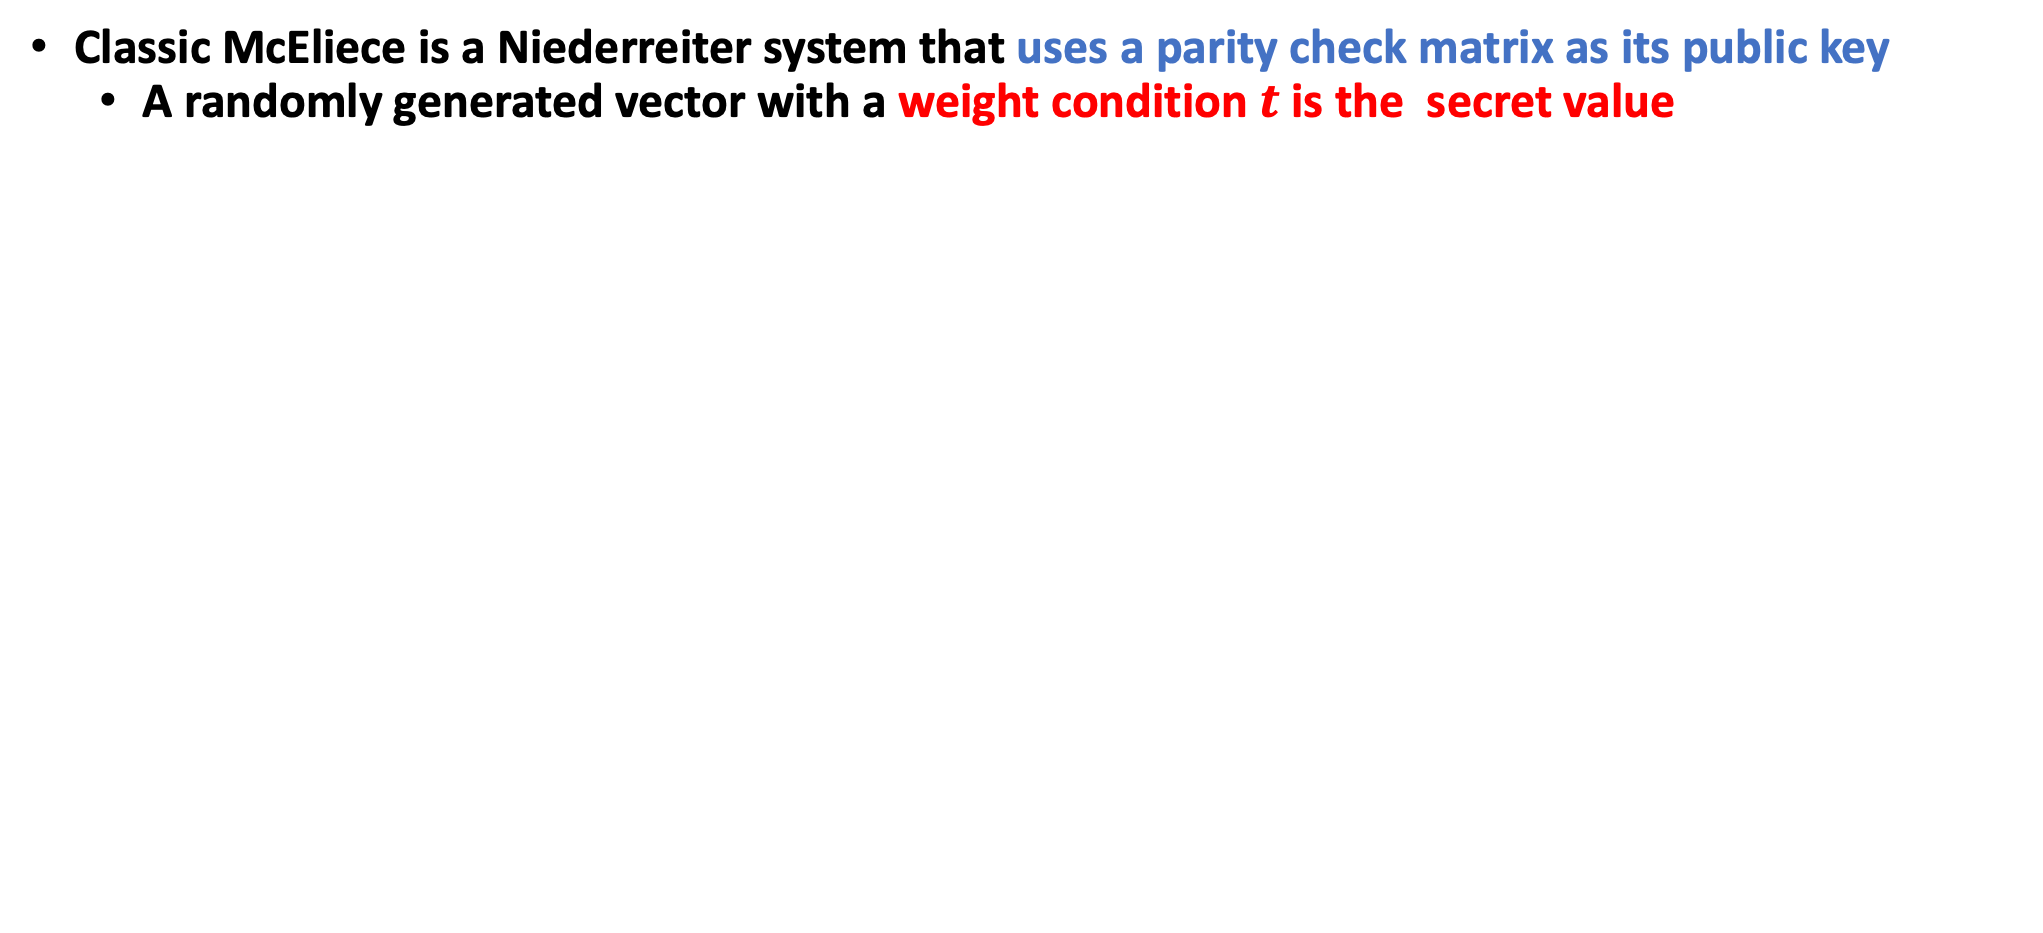 • Classic McEliece is a Niederreiter system that uses a parity check matrix as its public key
• A randomly generated vector with a weight condition t is the  secret value